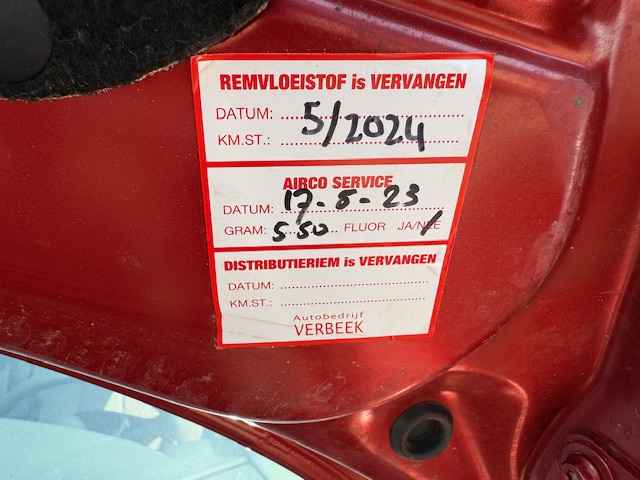 REMVLOEISTOF is VERVANGEN
DATUM: 5/2024
KM.ST.:
AIRCO SERVICE
DATUM: 17-5-23
GRAM: 550 FLUOR JA/NEE
DISTRIBUTIERIEM is VERVANGEN
DATUM:
KM.ST.:
Autobedrijf
VERBEEK